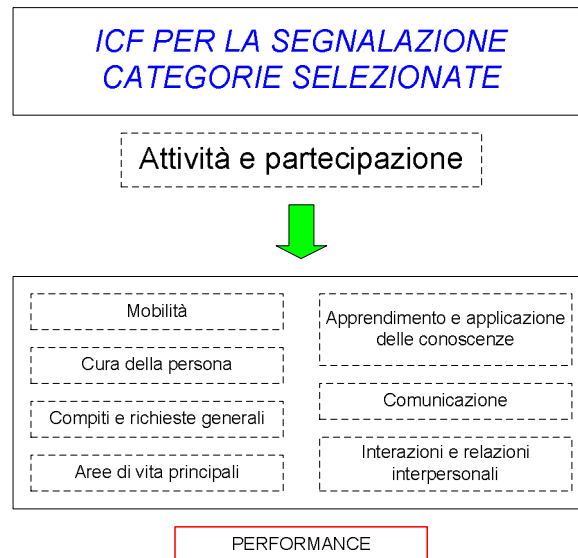 ICF PER LA SEGNALAZIONE
CATEGORIE SELEZIONATE
Attività e partecipazione
Mobilità
Cura della persona
Compiti e richieste generali
Aree di vita principali
Apprendimento e applicazione
delle conoscenze
Comunicazione
Interazioni e relazioni
interpersonali
PERFORMANCE